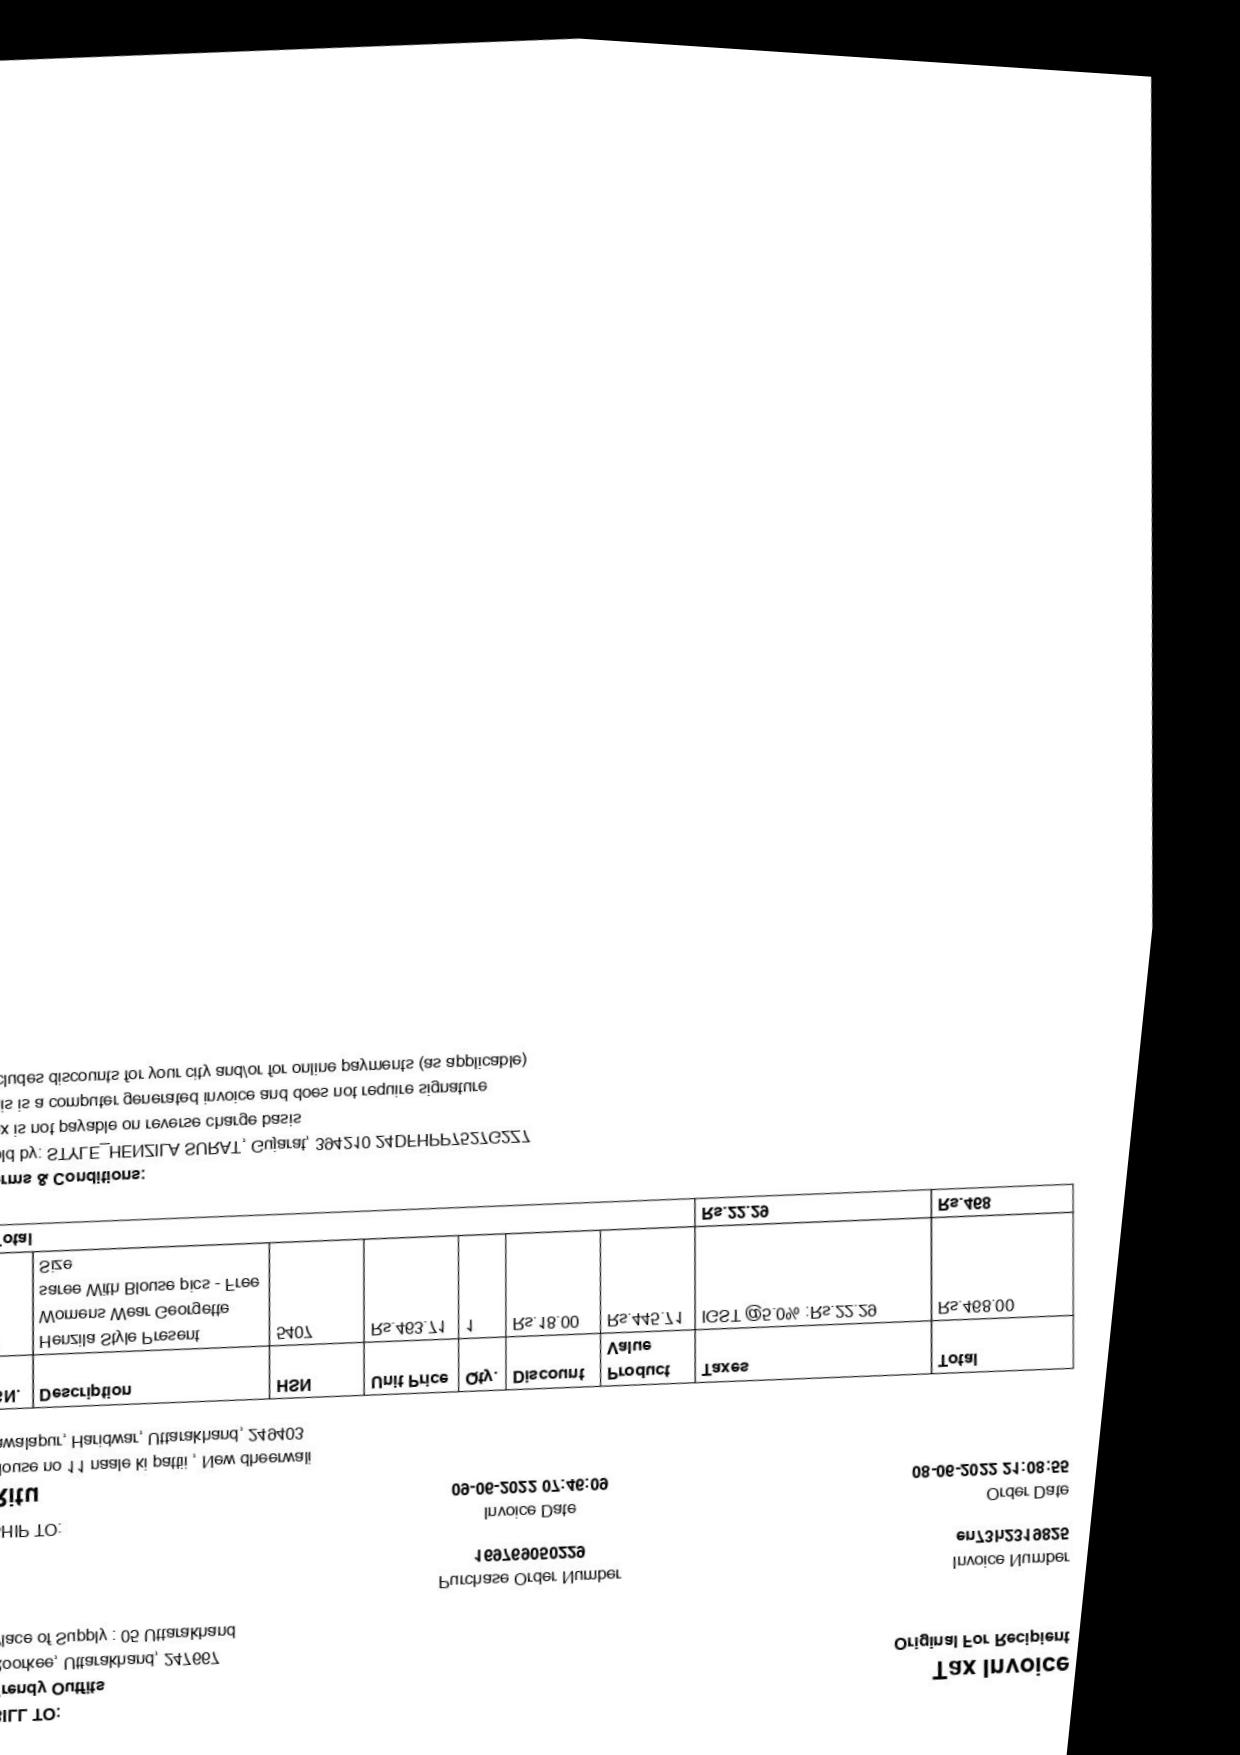 Tax Invoice
Original For Recipient
BILL TO:
Trendy Outfits
Roorkee, Uttarakhand, 247667
Place of Supply : 05 Uttarakhand
Purchase Order Number
169769050229
Invoice Number
en73h2319825
SHIP TO:
Ritu
Invoice Date
09-06-2022 07:46:09
Order Date
08-06-2022 21:08:55
House no 11 naale ki pattii , New dheerwali
awalapur, Haridwar, Uttarakhand, 249403
SN. Description HSN Unit Price Qty. Discount Product Value Taxes Total
Henzila Style Present Womens Wear Georgette saree With Blouse pics - Free Size 5407 Rs.463.71 1 Rs.18.00 Rs.445.71 IGST @5.0% :Rs.22.29 Rs.468.00
Total Rs.22.29 Rs.468
Terms & Conditions:
Sold by: STYLE_HENZILA SURAT, Gujarat, 394210 24DFHPP7527G2Z7
Tax is not payable on reverse charge basis
This is a computer generated invoice and does not require signature
Includes discounts for your city and/or for online payments (as applicable)